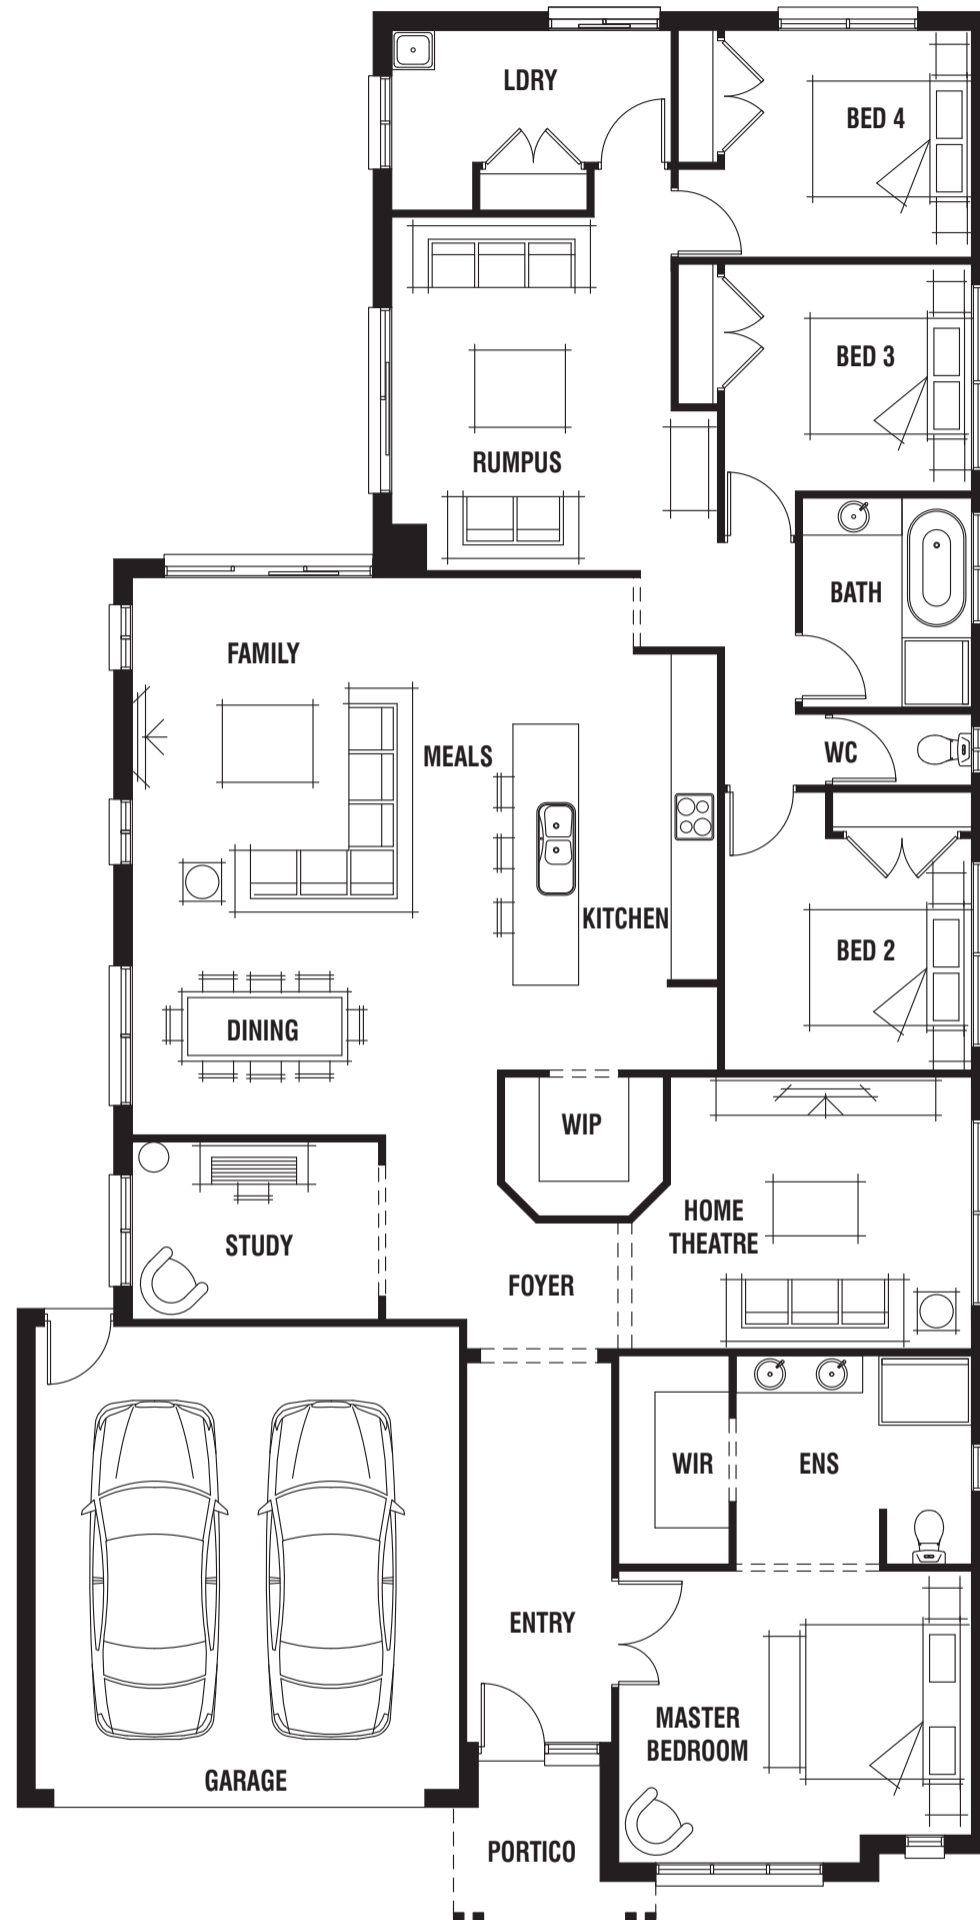 LDRY
BED 4
BED 3
RUMPUS
BATH
FAMILY
MEALS
WC
KITCHEN
BED 2
DINING
WIP
HOME
THEATRE
STUDY
FOYER
WIR
ENS
ENTRY
MASTER
BEDROOM
GARAGE
PORTICO